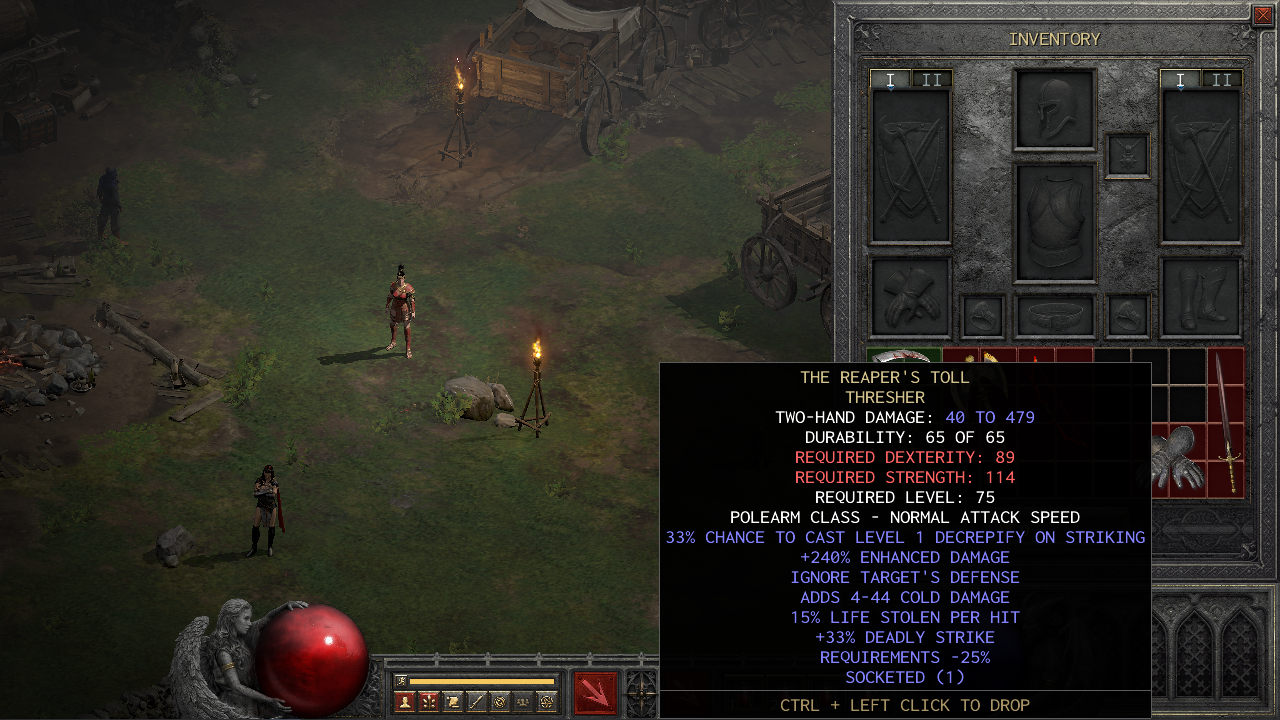 INVENTORY
I II
I II
THE REAPER'S TOLL
THRESHER
TWO-HAND DAMAGE: 40 TO 479
DURABILITY: 65 OF 65
REQUIRED DEXTERITY: 89
REQUIRED STRENGTH: 114
REQUIRED LEVEL: 75
POLEARM CLASS - NORMAL ATTACK SPEED
33% CHANCE TO CAST LEVEL 1 DECREPIFY ON STRIKING
+240% ENHANCED DAMAGE
IGNORE TARGET'S DEFENSE
ADDS 4-44 COLD DAMAGE
15% LIFE STOLEN PER HIT
+33% DEADLY STRIKE
REQUIREMENTS -25%
SOCKETED (1)
CTRL + LEFT CLICK TO DROP